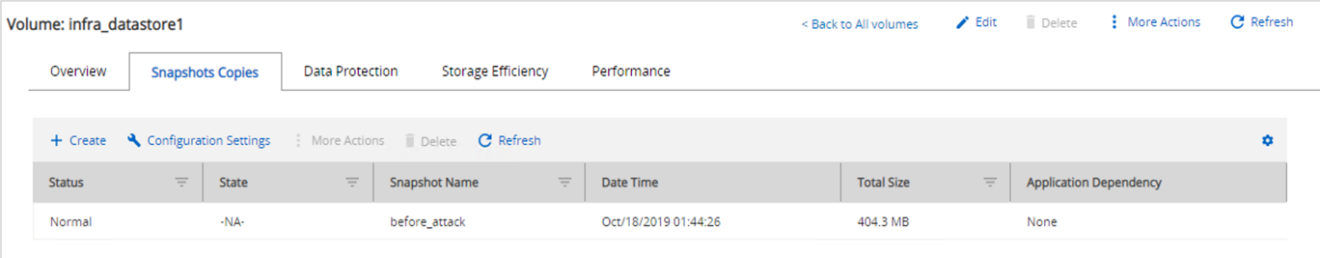 Volume: infra_datastore1 < Back to All volumes Edit Delete More Actions Refresh
Overview Snapshots Copies Data Protection Storage Efficiency Performance
+ Create Configuration Settings More Actions Delete Refresh
Status State Snapshot Name Date Time Total Size Application Dependency
Normal -NA- before_attack Oct/18/2019 01:44:26 404.3 MB None